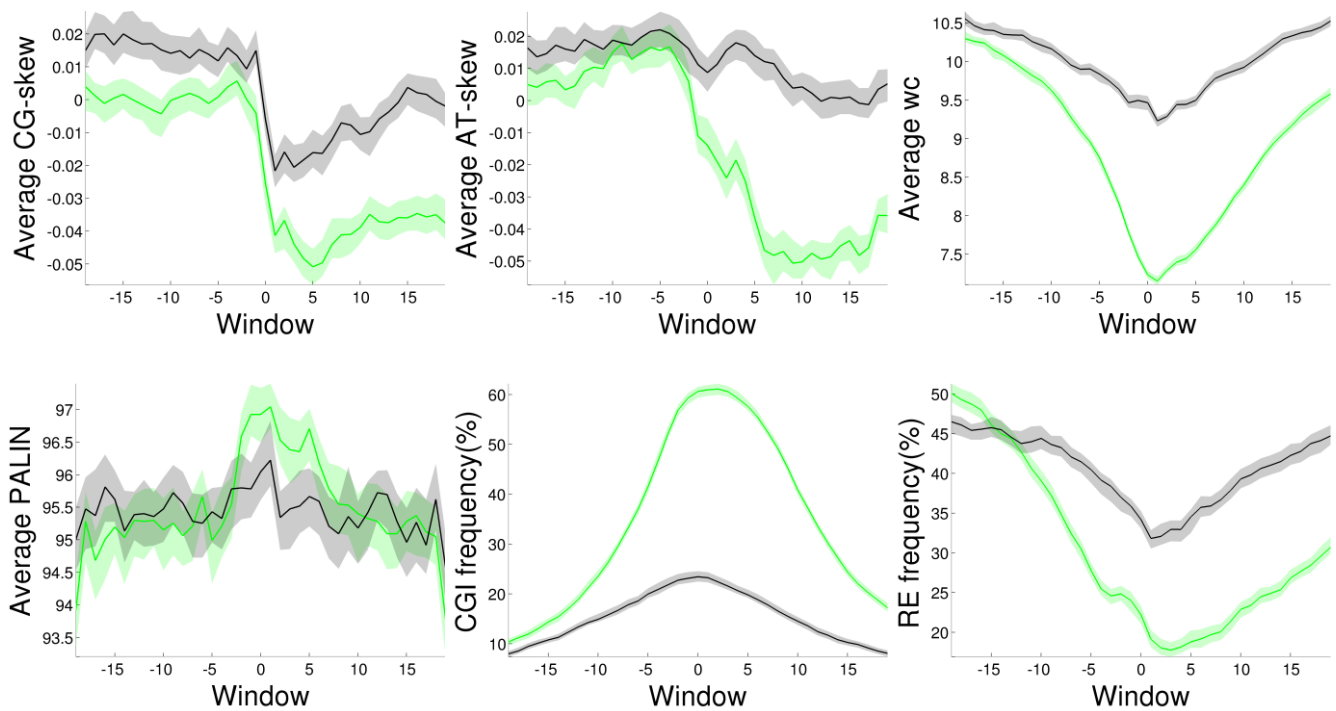 Average CG-skew
0.02
0.01
0
-0.01
-0.02
-0.03
-0.04
-0.05
-15 -10 -5 0 5 10 15
Window
Average AT-skew
0.02
0.01
0
0.01
0.02
0.03
0.04
-0.05
-15 -10 -5 0 5 10 15
Window
Average wc
10.5
10
9.5
9
8.5
8
7.5
-15 -10 -5 0 5 10 15
Window
Average PALIN
97
96.5
96
95.5
95
94.5
94
93.5
-15 -10 -5 0 5 10 15
Window
CGI frequency(%)
60
50
40
30
20
10
-15 -10 -5 0 5 10 15
Window
RE frequency(%)
50
45
40
35
30
25
20
-15 -10 -5 0 5 10 15
Window